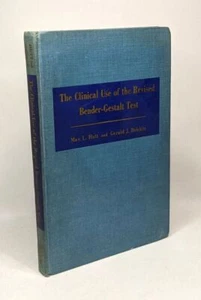 The Clinical Use of the Revised
Bender-Gestalt Test
Max L. Hutt and Gerald J. Briskin